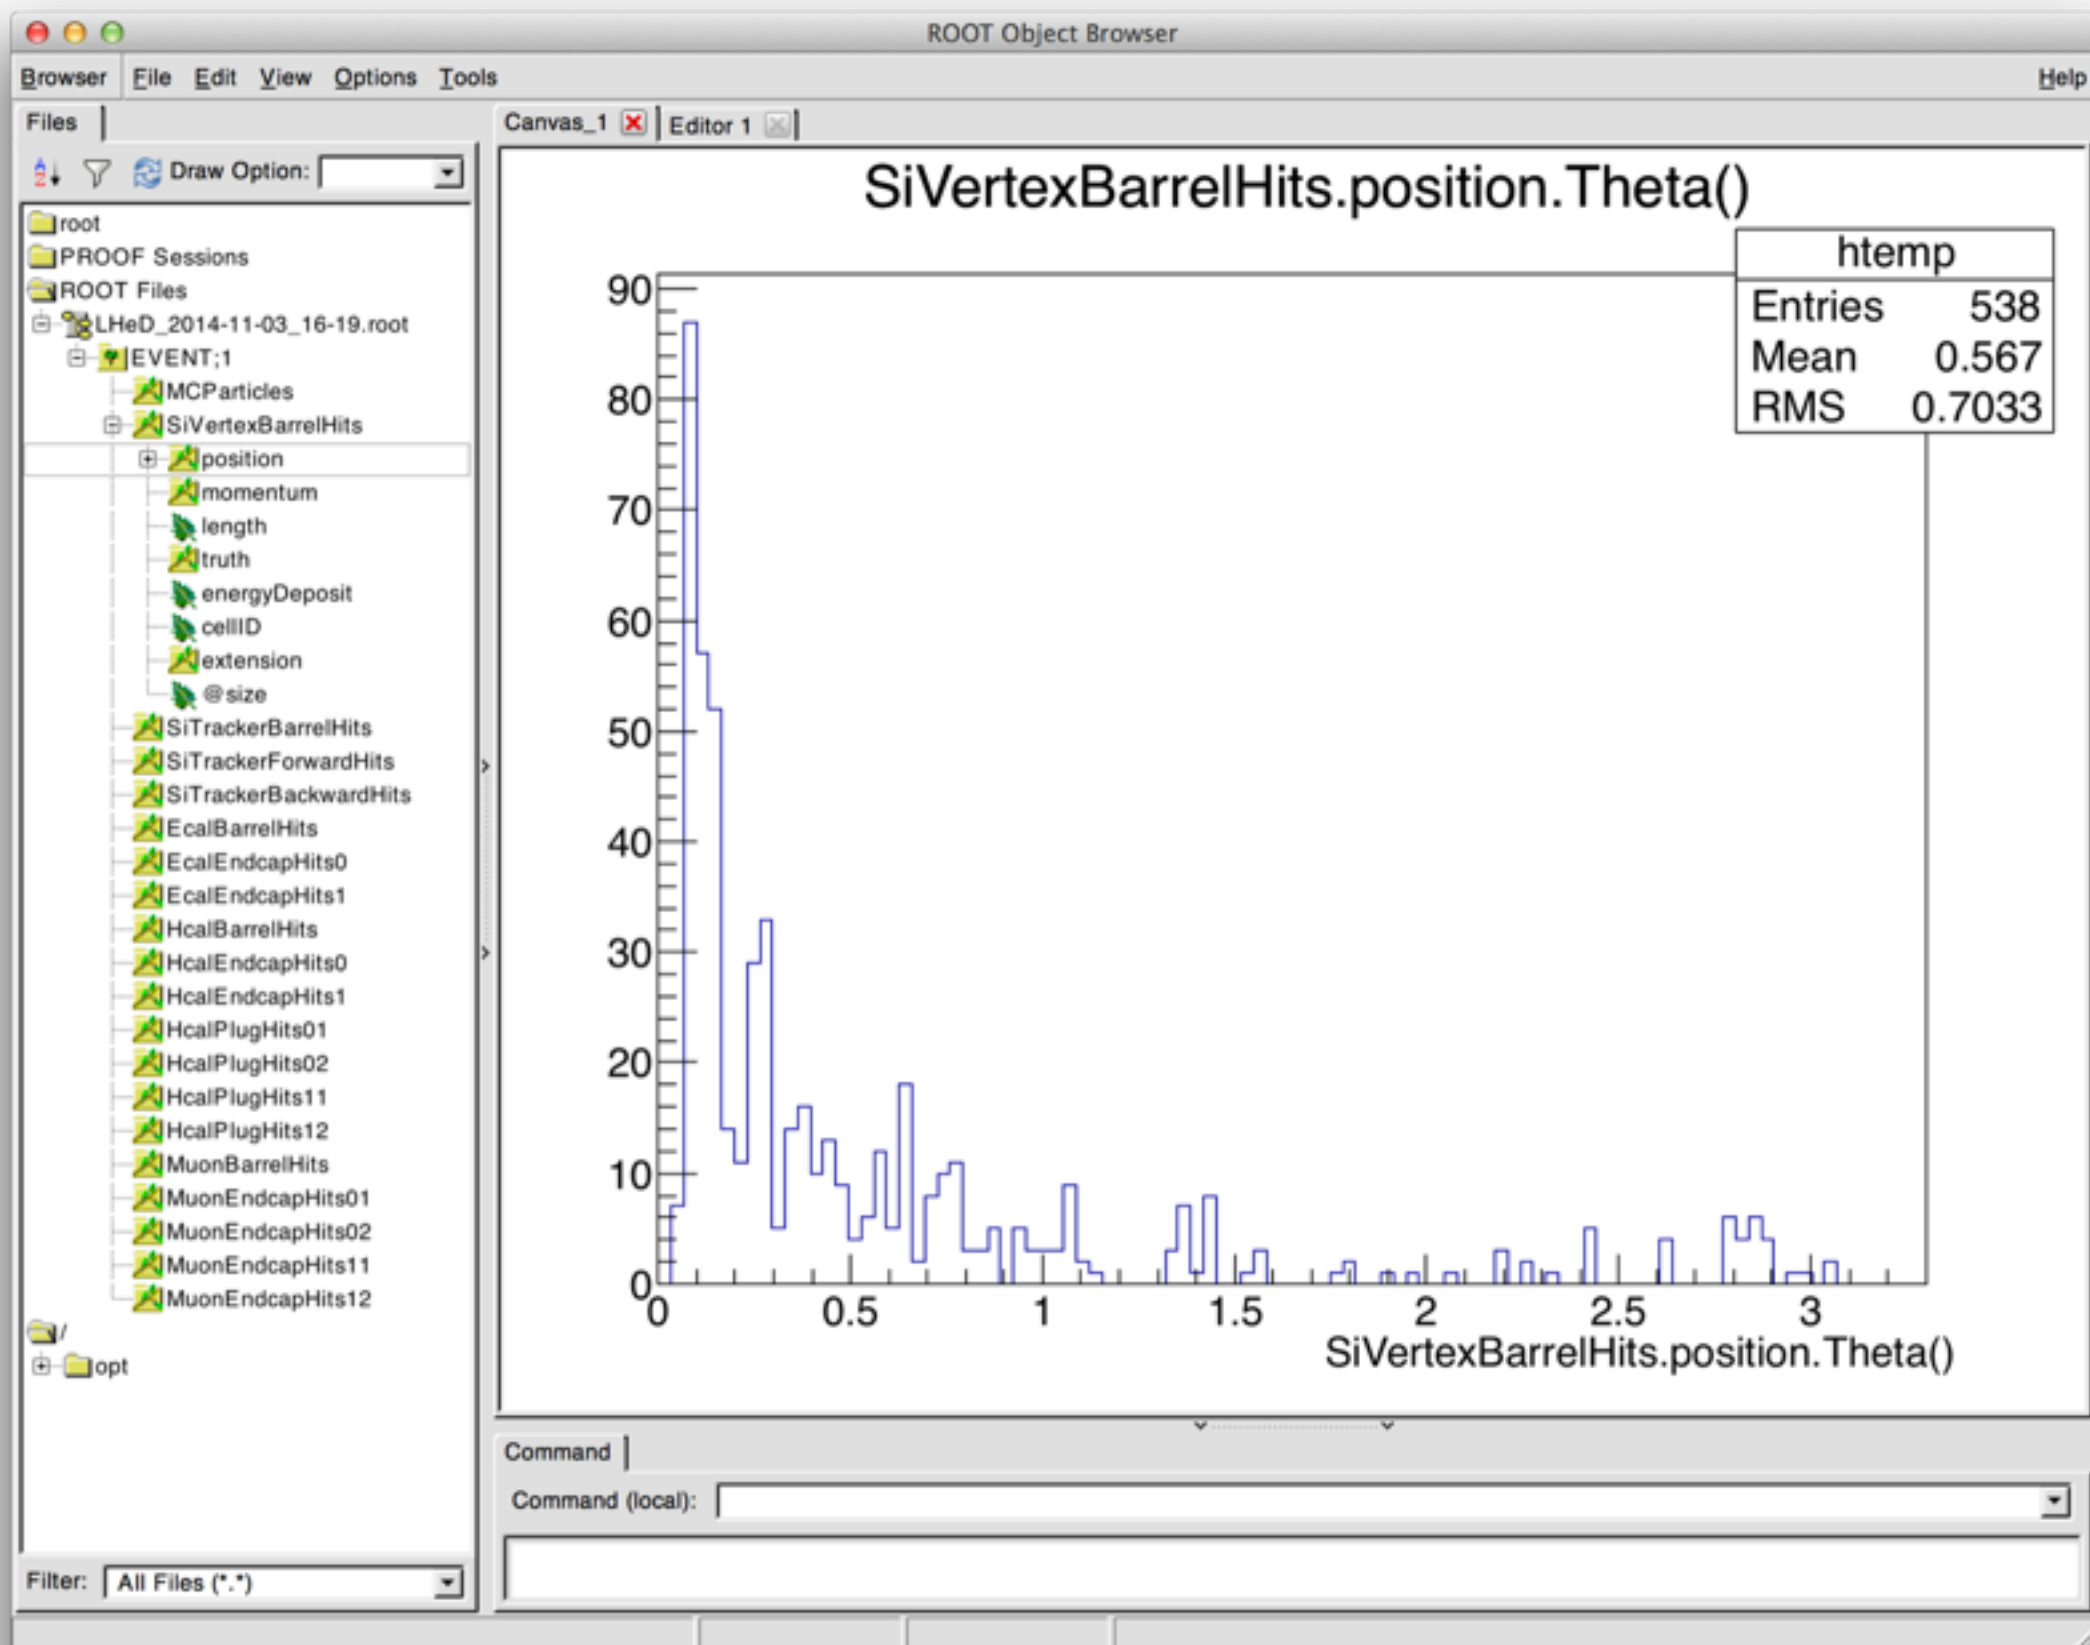 ROOT Object Browser
Browser File Edit View Options Tools Help
Files
Canvas_1 Editor 1
Draw Option:
root
PROOF Sessions
ROOT Files
LHeD_2014-11-03_16-19.root
EVENT;1
MCParticles
SiVertexBarrelHits
position
momentum
length
truth
energyDeposit
cellID
extension
@size
SiTrackerBarrelHits
SiTrackerForwardHits
SiTrackerBackwardHits
EcalBarrelHits
EcalEndcapHits0
EcalEndcapHits1
HcalBarrelHits
HcalEndcapHits0
HcalEndcapHits1
HcalPlugHits01
HcalPlugHits02
HcalPlugHits11
HcalPlugHits12
MuonBarrelHits
MuonEndcapHits01
MuonEndcapHits02
MuonEndcapHits11
MuonEndcapHits12
/
opt
Filter: All Files (*.*)
SiVertexBarrelHits.position.Theta()
htemp
Entries 538
Mean 0.567
RMS 0.7033
90
80
70
60
50
40
30
20
10
0
0 0.5 1 1.5 2 2.5 3
SiVertexBarrelHits.position.Theta()
Command
Command (local):